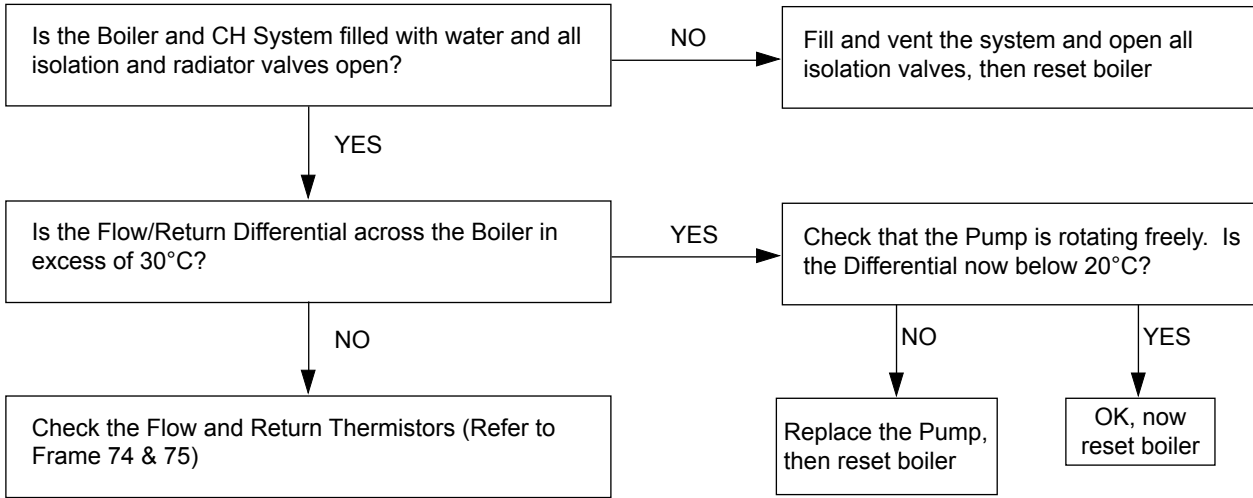 Is the Boiler and CH System filled with water and all
isolation and radiator valves open?
NO
Fill and vent the system and open all
isolation valves, then reset boiler
YES
Is the Flow/Return Differential across the Boiler in
excess of 30°C?
YES
Check that the Pump is rotating freely.  Is
the Differential now below 20°C?
NO
NO
YES
Check the Flow and Return Thermistors (Refer to
Frame 74 & 75)
Replace the Pump,
then reset boiler
OK, now
reset boiler